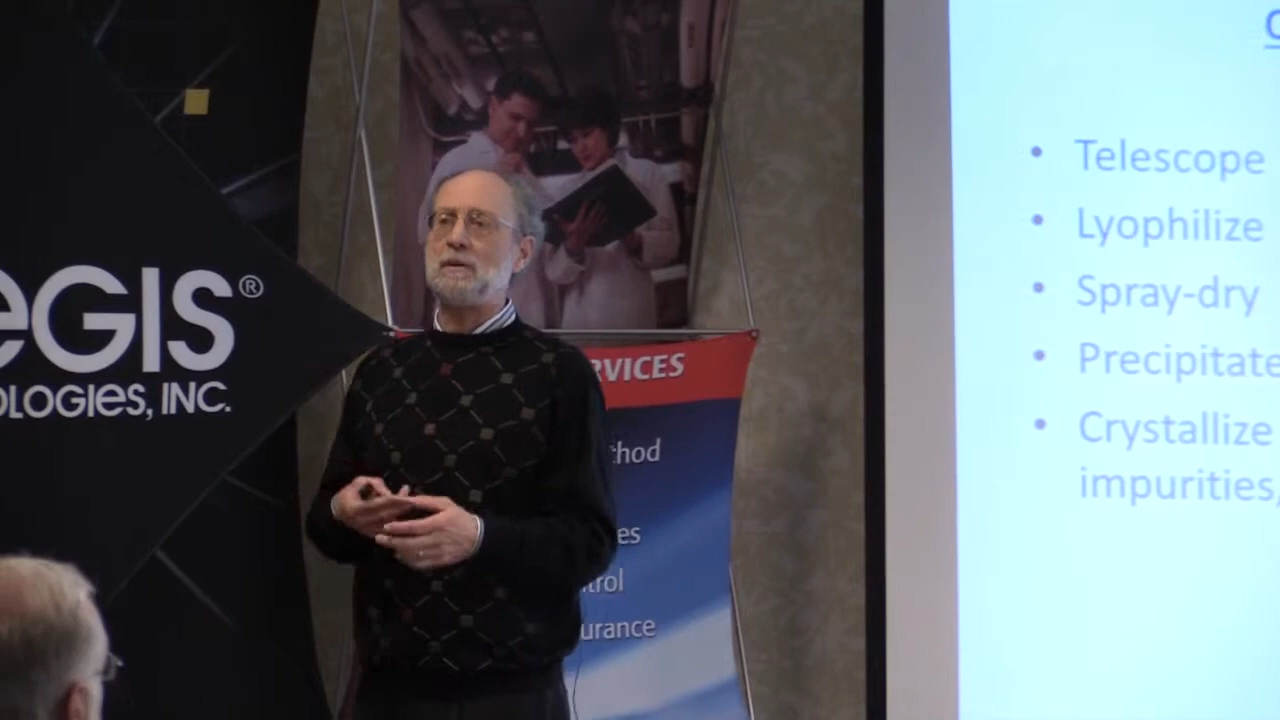 eGIS®
OLOGIES, INC.
RVICES
thod
es
trol
urance
• Telescope
• Lyophilize
• Spray-dry
• Precipitate
• Crystallize
impurities,